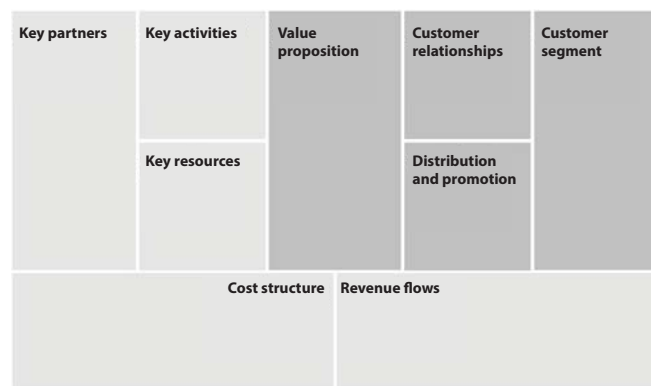 Key partners
Key activities
Value
proposition
Customer
relationships
Customer
segment
Key resources
Distribution
and promotion
Cost structure
Revenue flows